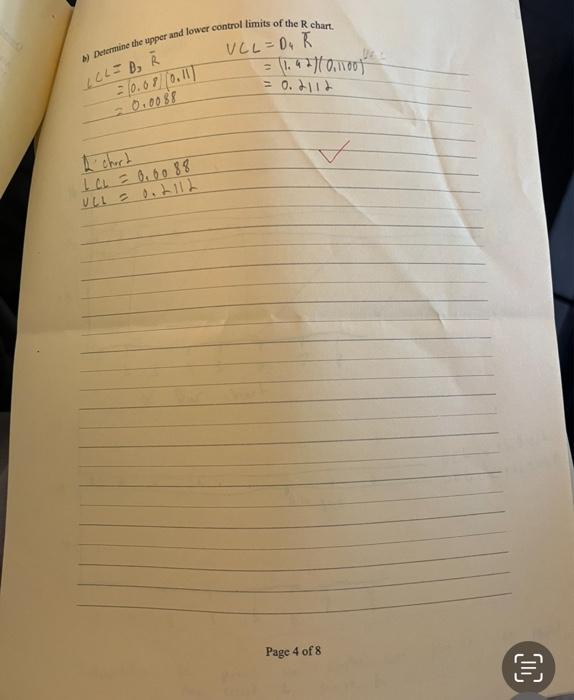 b) Determine the upper and lower control limits of the R chart.
LCL = D₃ R̄
= (0.08)(0.11)
= 0.0088
UCL = D₄ R̄
= (1.92)(0.1100)
= 0.2112
R chart
LCL = 0.0088
UCL = 0.2112
Page 4 of 8